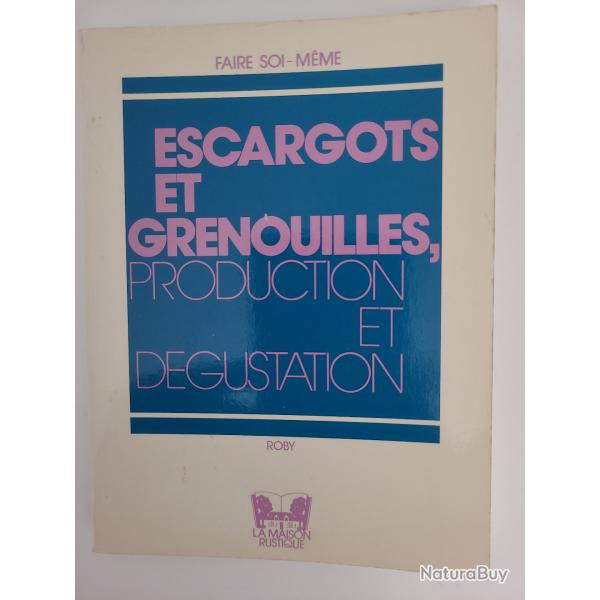 FAIRE SOI-MÊME
ESCARGOTS
ET
GRENOUILLES,
PRODUCTION
ET
DEGUSTATION
ROBY
LA MAISON
RUSTIQUE
NaturaBuy